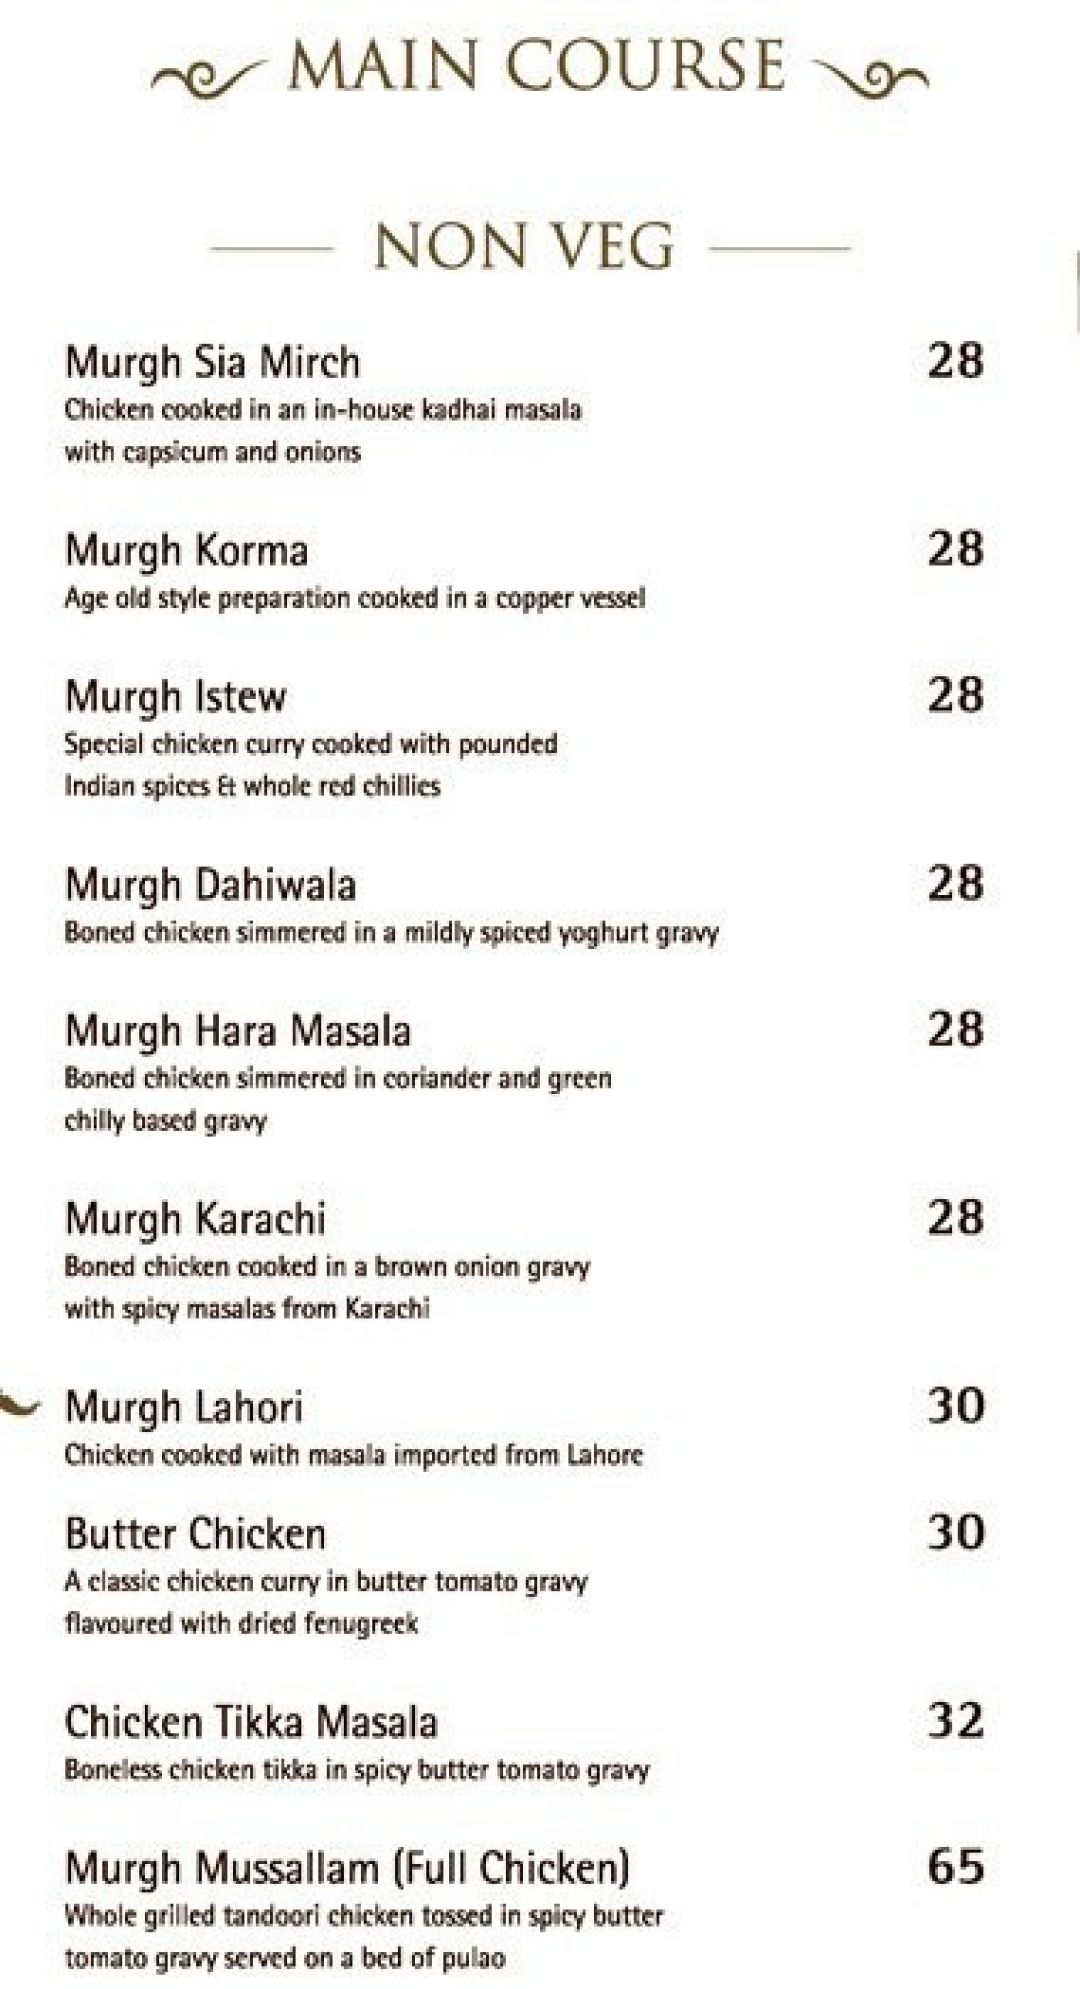 MAIN COURSE
NON VEG
Murgh Sia Mirch 28
Chicken cooked in an in-house kadhai masala
with capsicum and onions
Murgh Korma 28
Age old style preparation cooked in a copper vessel
Murgh Istew 28
Special chicken curry cooked with pounded
Indian spices & whole red chillies
Murgh Dahiwala 28
Boned chicken simmered in a mildly spiced yoghurt gravy
Murgh Hara Masala 28
Boned chicken simmered in coriander and green
chilly based gravy
Murgh Karachi 28
Boned chicken cooked in a brown onion gravy
with spicy masalas from Karachi
Murgh Lahori 30
Chicken cooked with masala imported from Lahore
Butter Chicken 30
A classic chicken curry in butter tomato gravy
flavoured with dried fenugreek
Chicken Tikka Masala 32
Boneless chicken tikka in spicy butter tomato gravy
Murgh Mussallam (Full Chicken) 65
Whole grilled tandoori chicken tossed in spicy butter
tomato gravy served on a bed of pulao